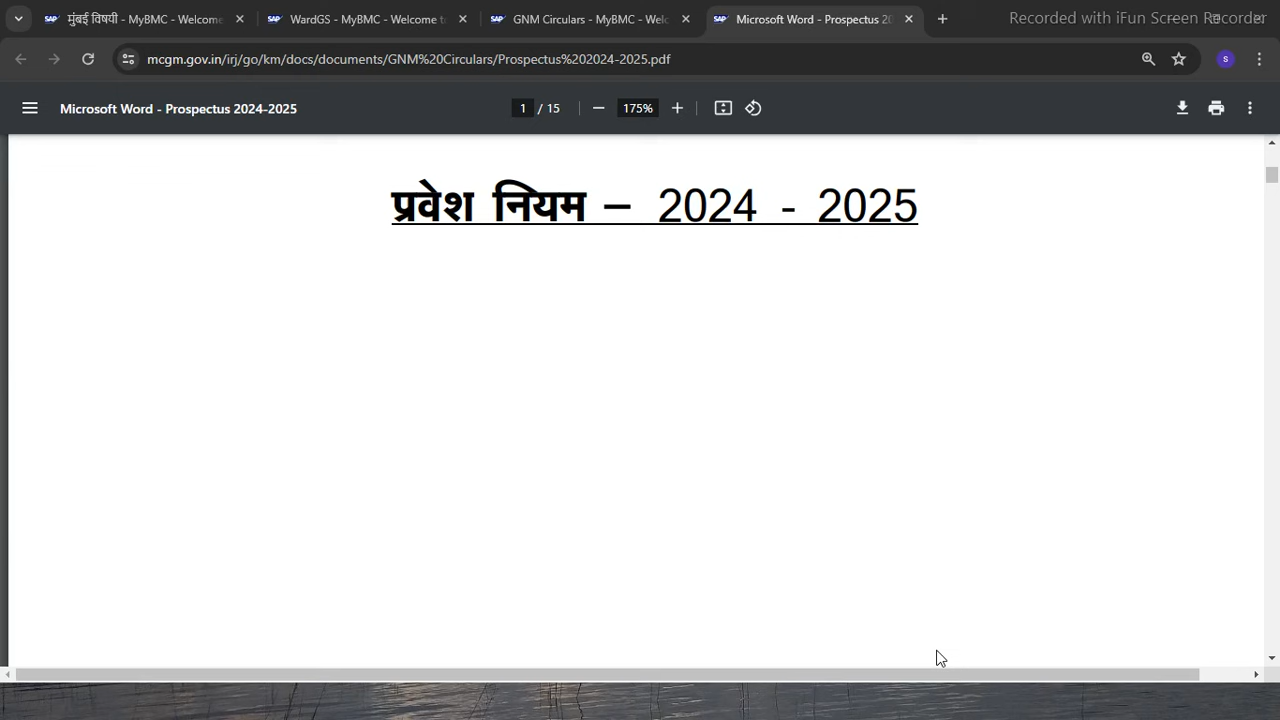 मुंबई विषयी - MyBMC - Welcome
WardGS - MyBMC - Welcome t
GNM Circulars - MyBMC - Wel
Microsoft Word - Prospectus 20
Recorded with iFun Screen Recorder
mcgm.gov.in/irj/go/km/docs/documents/GNM%20Circulars/Prospectus%202024-2025.pdf
S
Microsoft Word - Prospectus 2024-2025
1 / 15
175%
प्रवेश नियम – 2024 - 2025